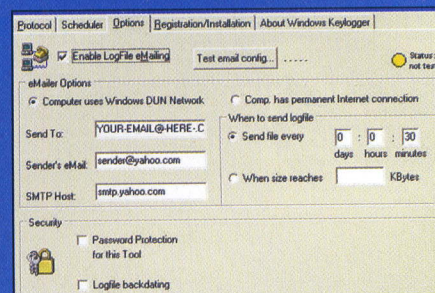 Protocol Scheduler Options Registration/Installation About Windows Keylogger
Enable LogFile eMailing Test email config... ..... Status:
not test
eMailer Options
Computer uses Windows DUN Network Comp. has permanent Internet connection
When to send logfile
Send To: YOUR-EMAIL@-HERE-.C Send file every 0 : 0 : 30
days hours minutes
Sender's eMail: sender@yahoo.com
When size reaches KBytes
SMTP Host: smtp.yahoo.com
Security
Password Protection
for this Tool
Logfile backdating